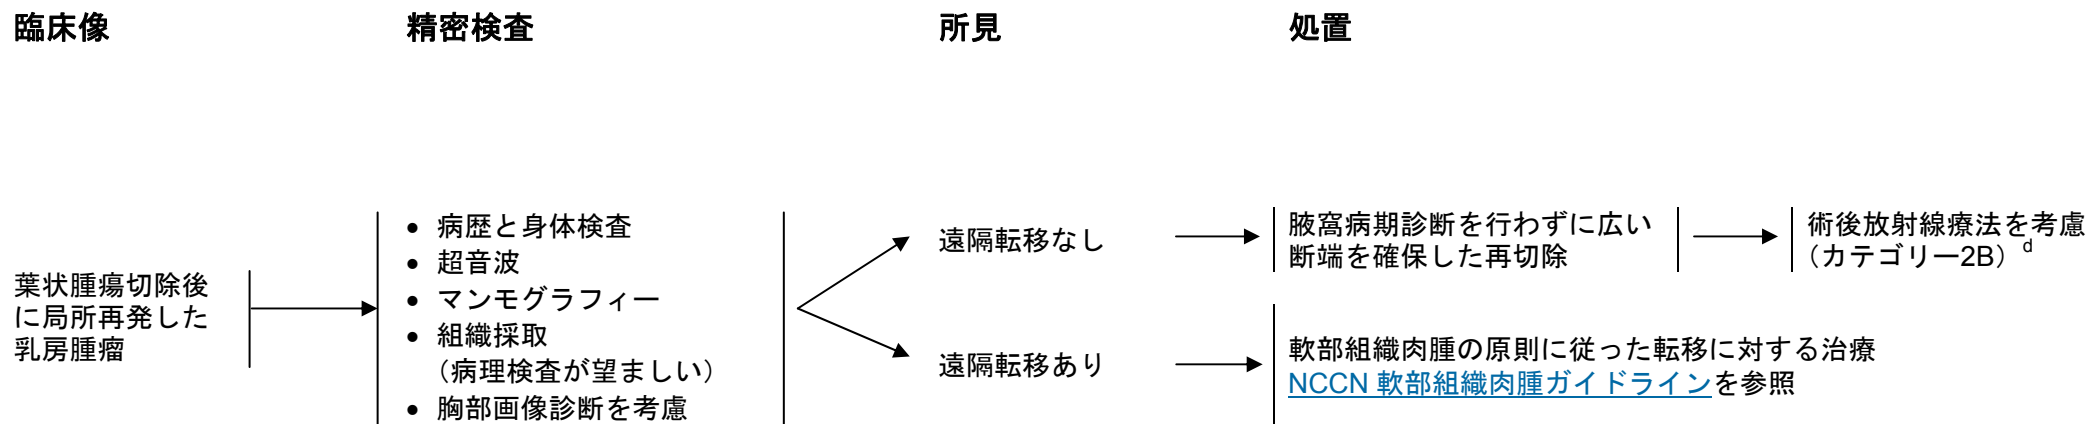 臨床像
精密検査
所見
処置
葉状腫瘍切除後
に局所再発した
乳房腫瘤
• 病歴と身体検査
• 超音波
• マンモグラフィー
• 組織採取
（病理検査が望ましい）
• 胸部画像診断を考慮
遠隔転移なし
腋窩病期診断を行わずに広い
断端を確保した再切除
術後放射線療法を考慮
（カテゴリー2B）d
遠隔転移あり
軟部組織肉腫の原則に従った転移に対する治療
NCCN 軟部組織肉腫ガイドラインを参照